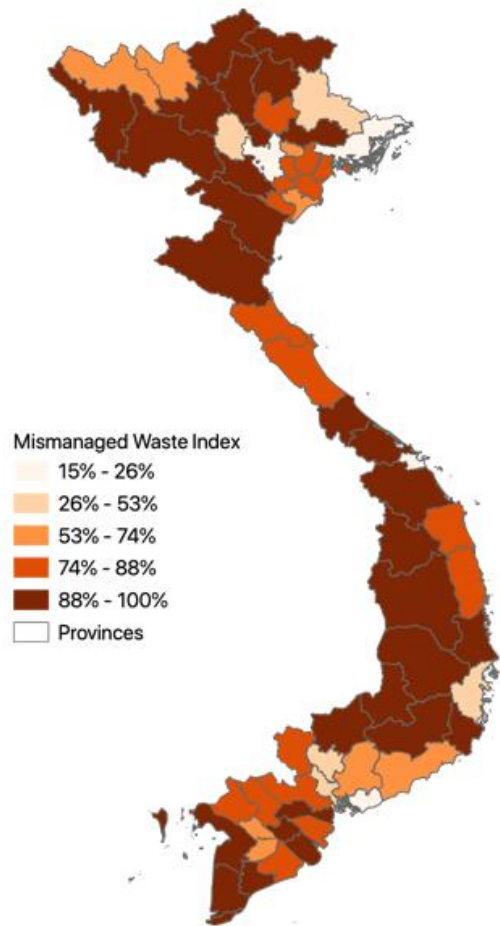 Mismanaged Waste Index
15% - 26%
26% - 53%
53% - 74%
74% - 88%
88% - 100%
Provinces